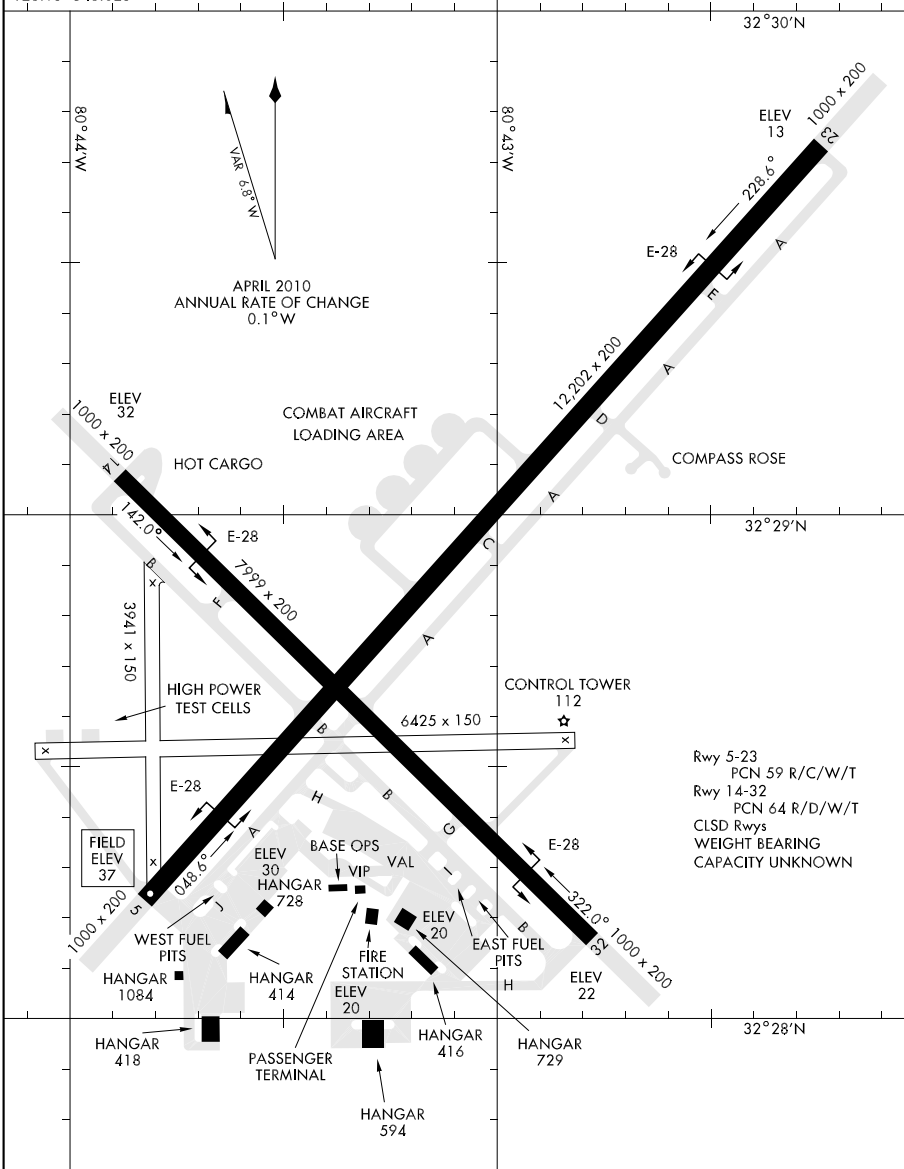 32°30'N
80°44'W
80°43'W
1000 x 200
ELEV
13
23
228.6°
VAR 6.8° W
E-28
A
E
APRIL 2010
ANNUAL RATE OF CHANGE
0.1° W
12,202 x 200
A
ELEV
32
1000 x 200
COMBAT AIRCRAFT
LOADING AREA
D
14
HOT CARGO
COMPASS ROSE
A
142.0°
32°29'N
E-28
C
B
7999 x 200
F
3941 x 150
x
A
HIGH POWER
TEST CELLS
CONTROL TOWER
112
6425 x 150
B
x
x
Rwy 5-23
PCN 59 R/C/W/T
Rwy 14-32
PCN 64 R/D/W/T
CLSD Rwys
WEIGHT BEARING
CAPACITY UNKNOWN
E-28
H
B
A
G
FIELD
ELEV
37
x
048.6°
ELEV
30
BASE OPS
VAL
VIP
I
E-28
HANGAR
728
322.0°
5
J
1000 x 200
WEST FUEL
PITS
FIRE
STATION
ELEV
20
EAST FUEL
PITS
B
32
1000 x 200
HANGAR
1084
HANGAR
414
ELEV
20
H
ELEV
22
32°28'N
HANGAR
418
PASSENGER
TERMINAL
HANGAR
416
HANGAR
729
HANGAR
594